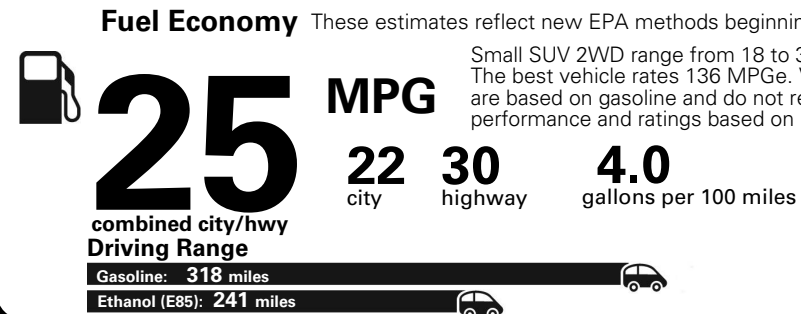 Fuel Economy These estimates reflect new EPA methods beginnin
Small SUV 2WD range from 18 to 3
The best vehicle rates 136 MPGe. V
are based on gasoline and do not re
performance and ratings based on
25 MPG
22 30 4.0
city highway gallons per 100 miles
combined city/hwy
Driving Range
Gasoline: 318 miles
Ethanol (E85): 241 miles